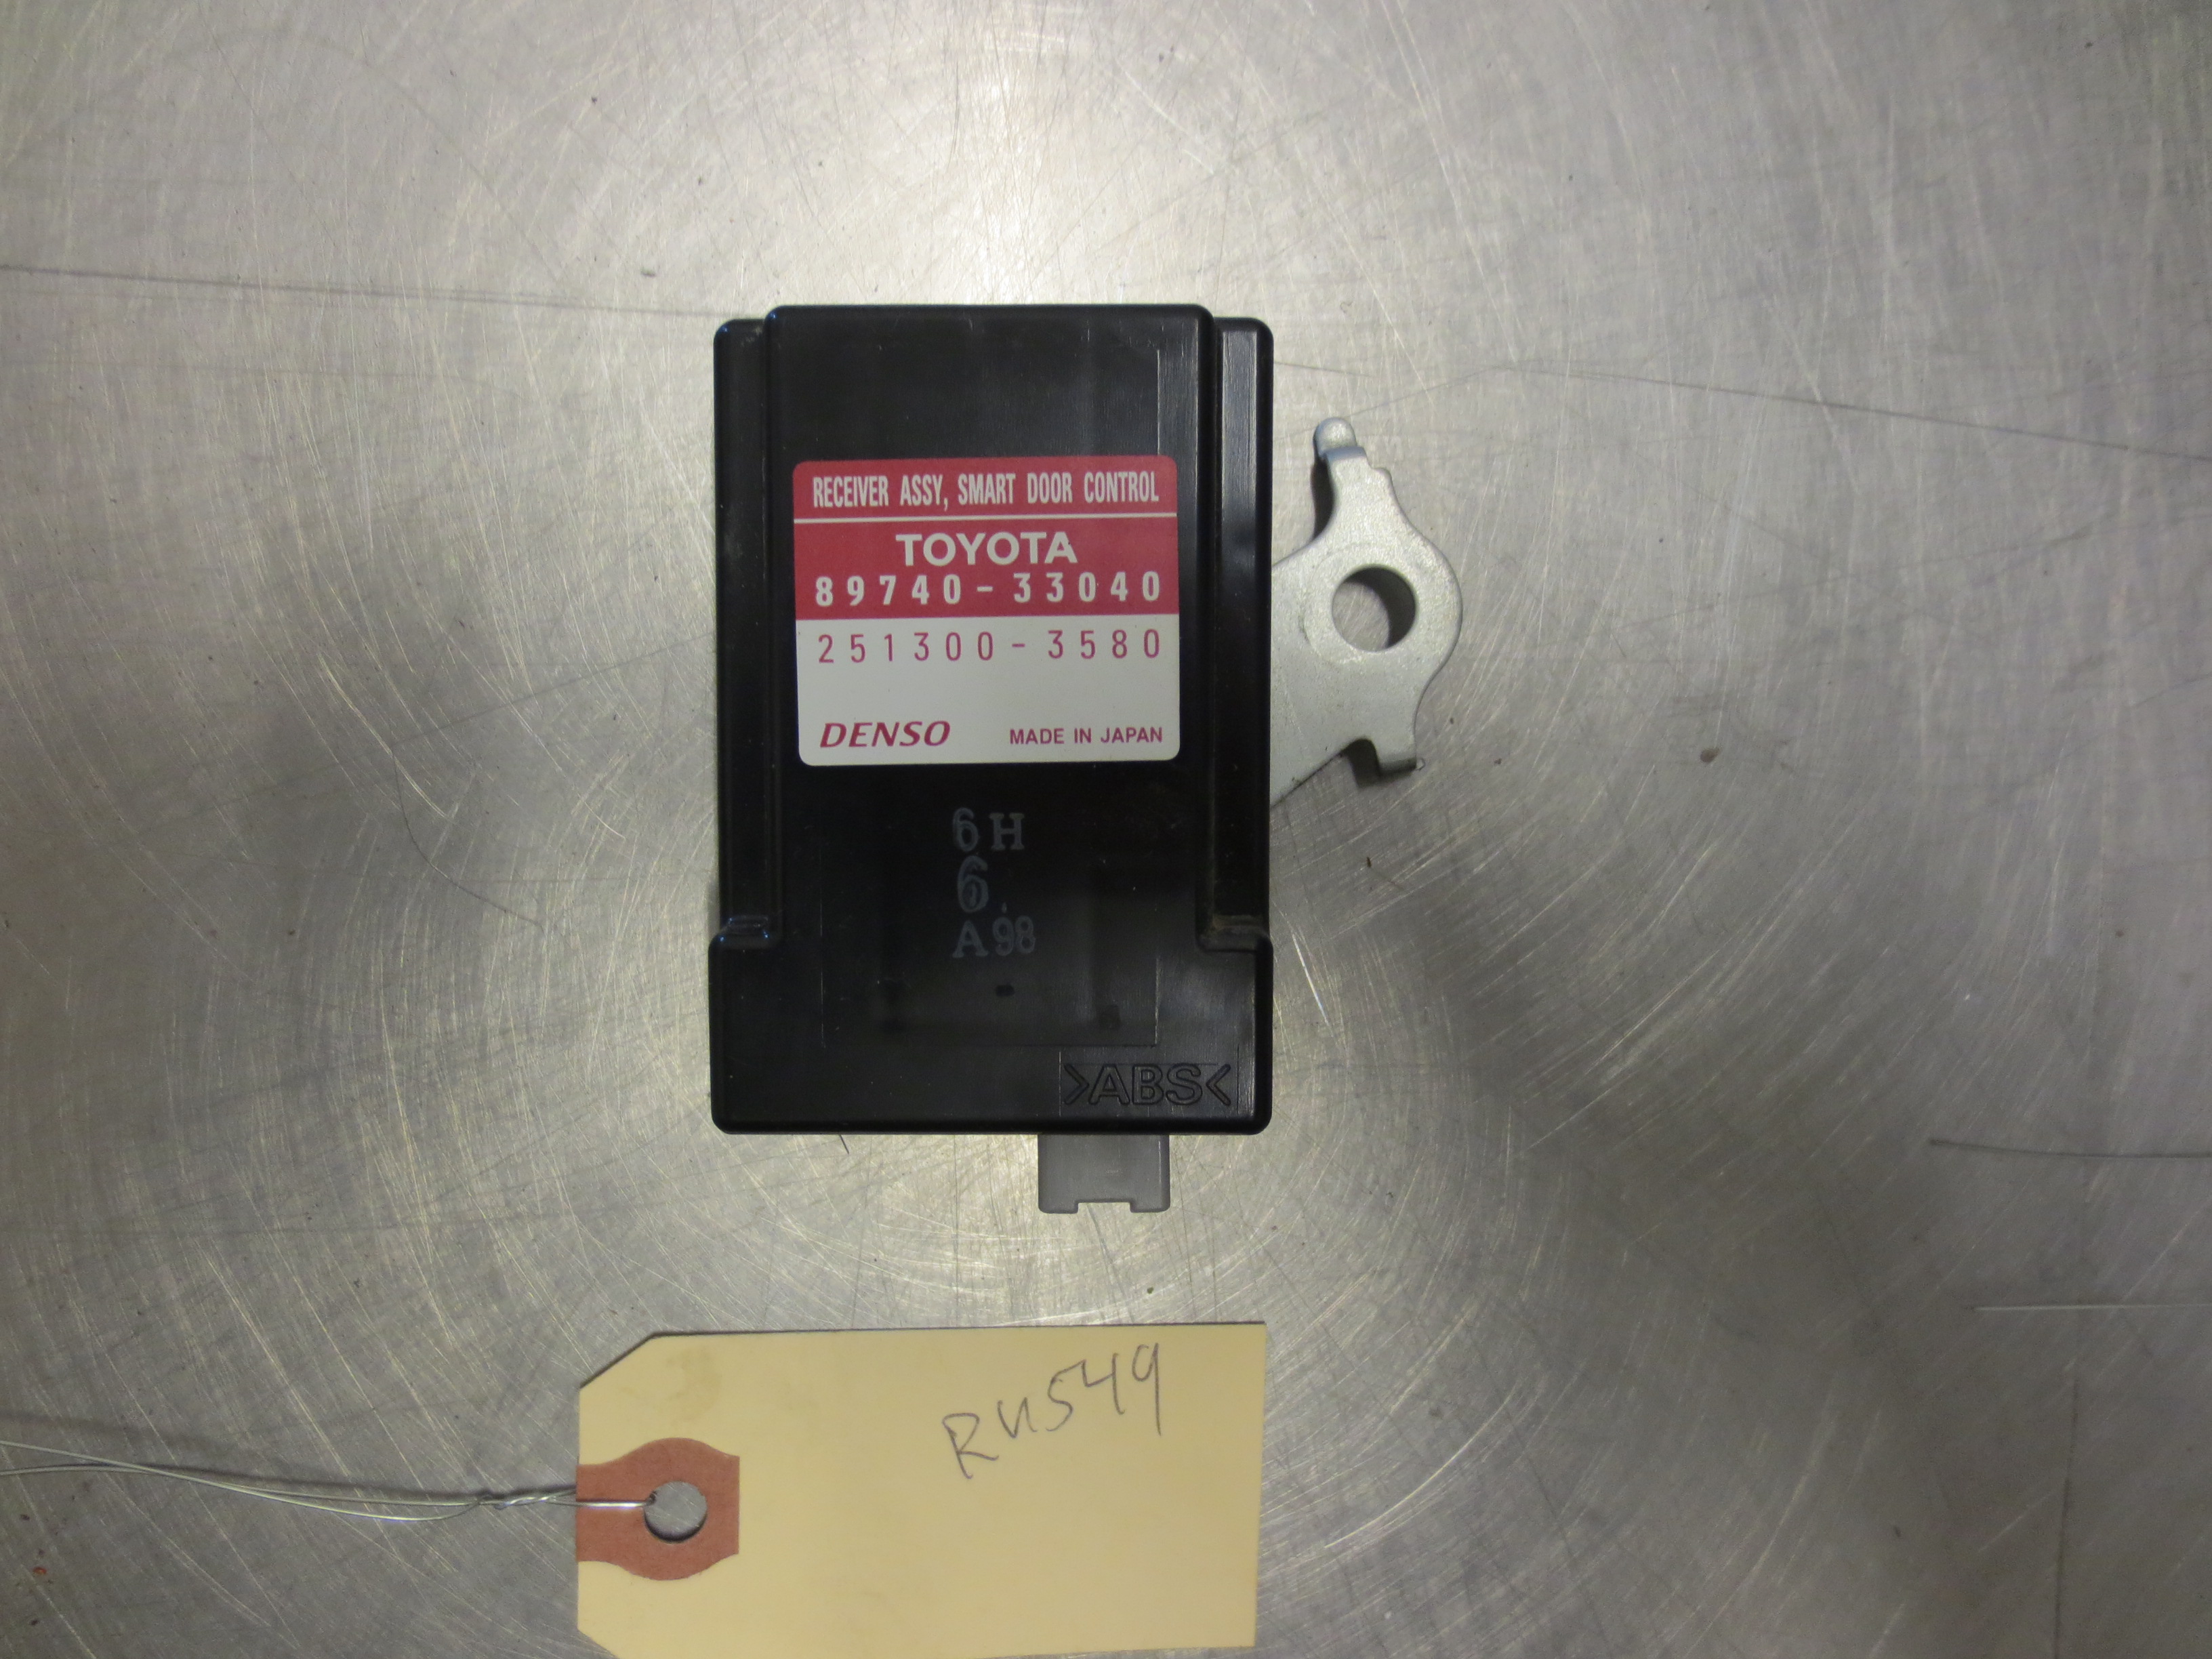 RECEIVER ASSY, SMART DOOR CONTROL
TOYOTA
89740-33040
251300-3580
DENSO MADE IN JAPAN
6H
6
A98
>ABS<
RU549